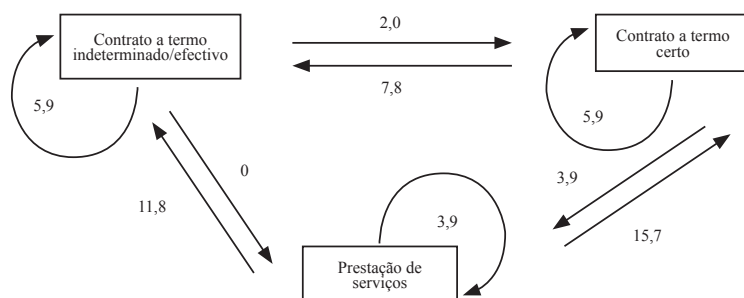 2,0
Contrato a termo
indeterminado/efectivo
Contrato a termo
certo
7,8
5,9
5,9
0
3,9
11,8
3,9
15,7
Prestação de
serviços